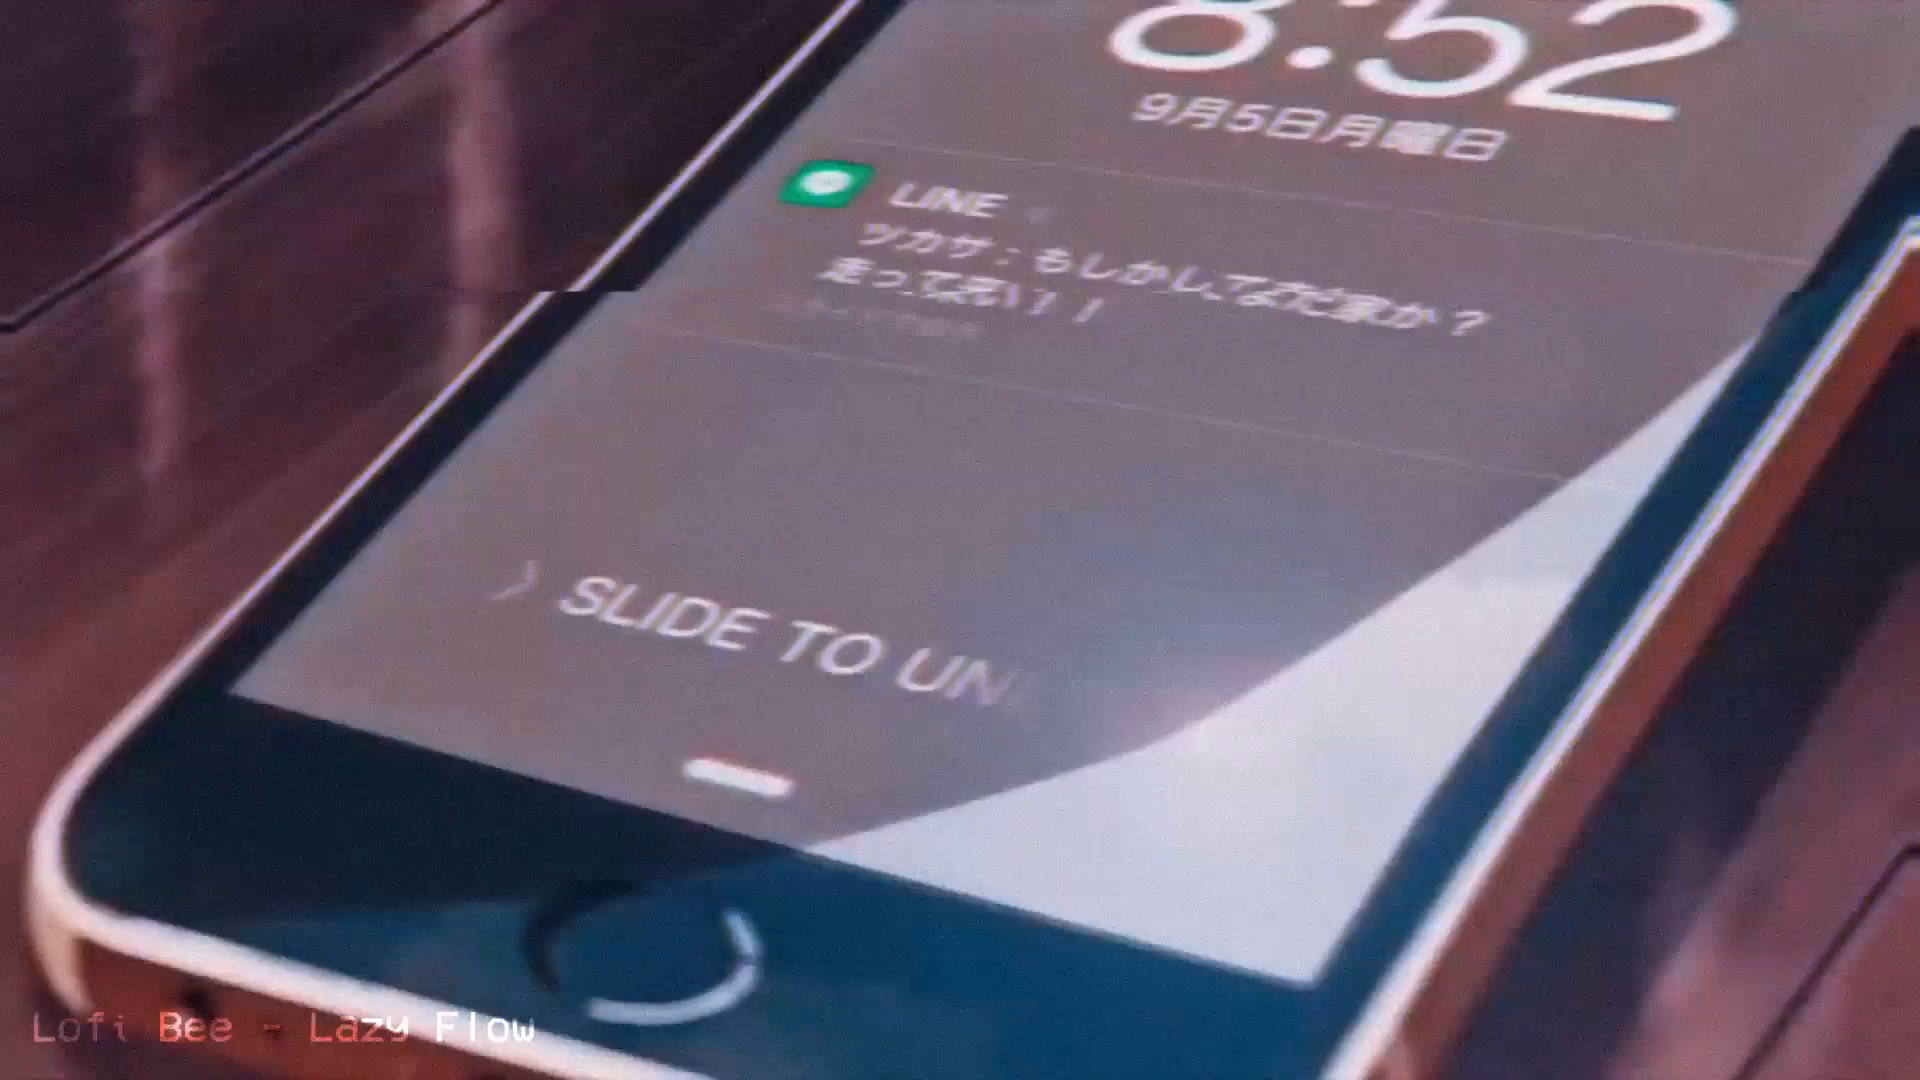 8:52
9月5日月曜日
LINE
ツカサ：もしかしてまだ家か？
走って来い！！
› SLIDE TO UN
Lofi Bee - Lazy Flow